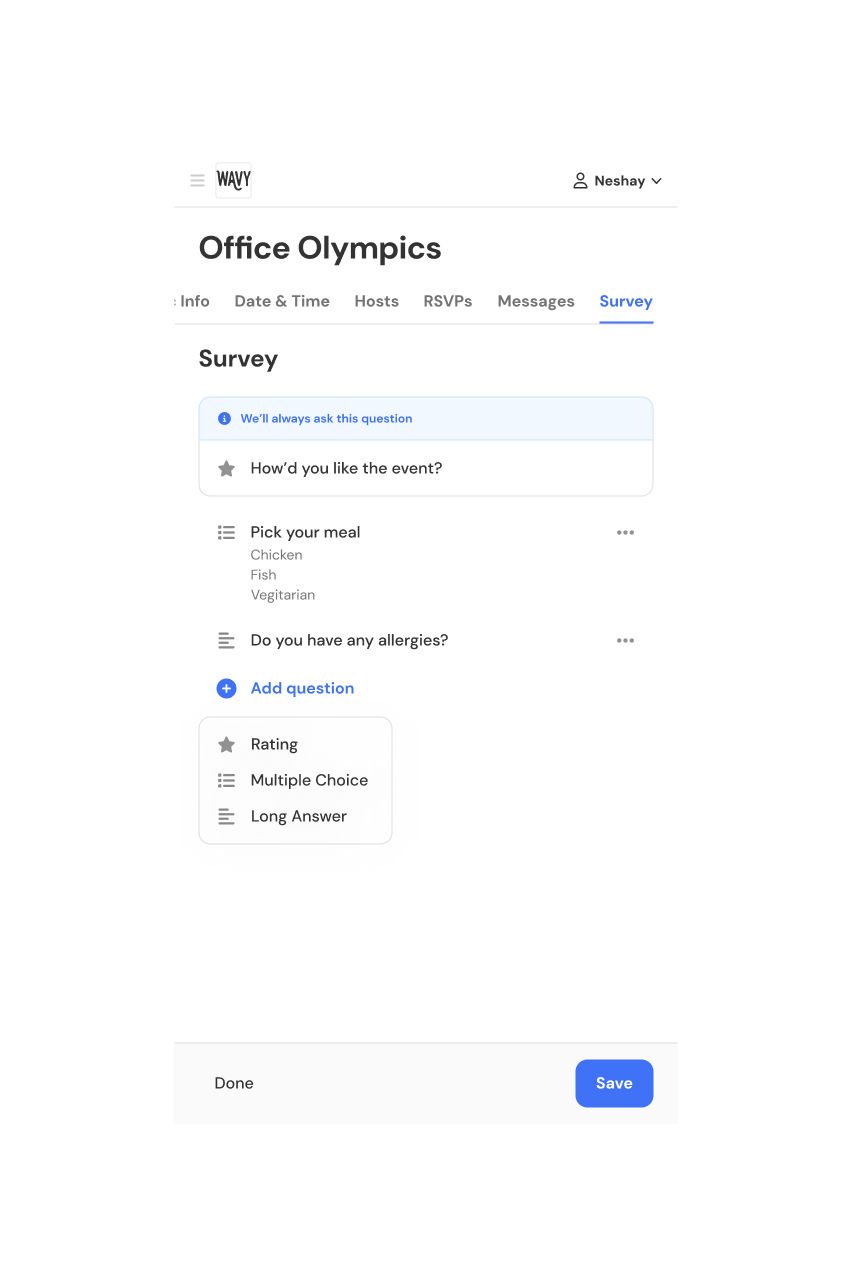 WAVY
Neshay
Office Olympics
Info Date & Time Hosts RSVPs Messages Survey
Survey
We'll always ask this question
How'd you like the event?
Pick your meal
Chicken
Fish
Vegitarian
Do you have any allergies?
Add question
Rating
Multiple Choice
Long Answer
Done
Save